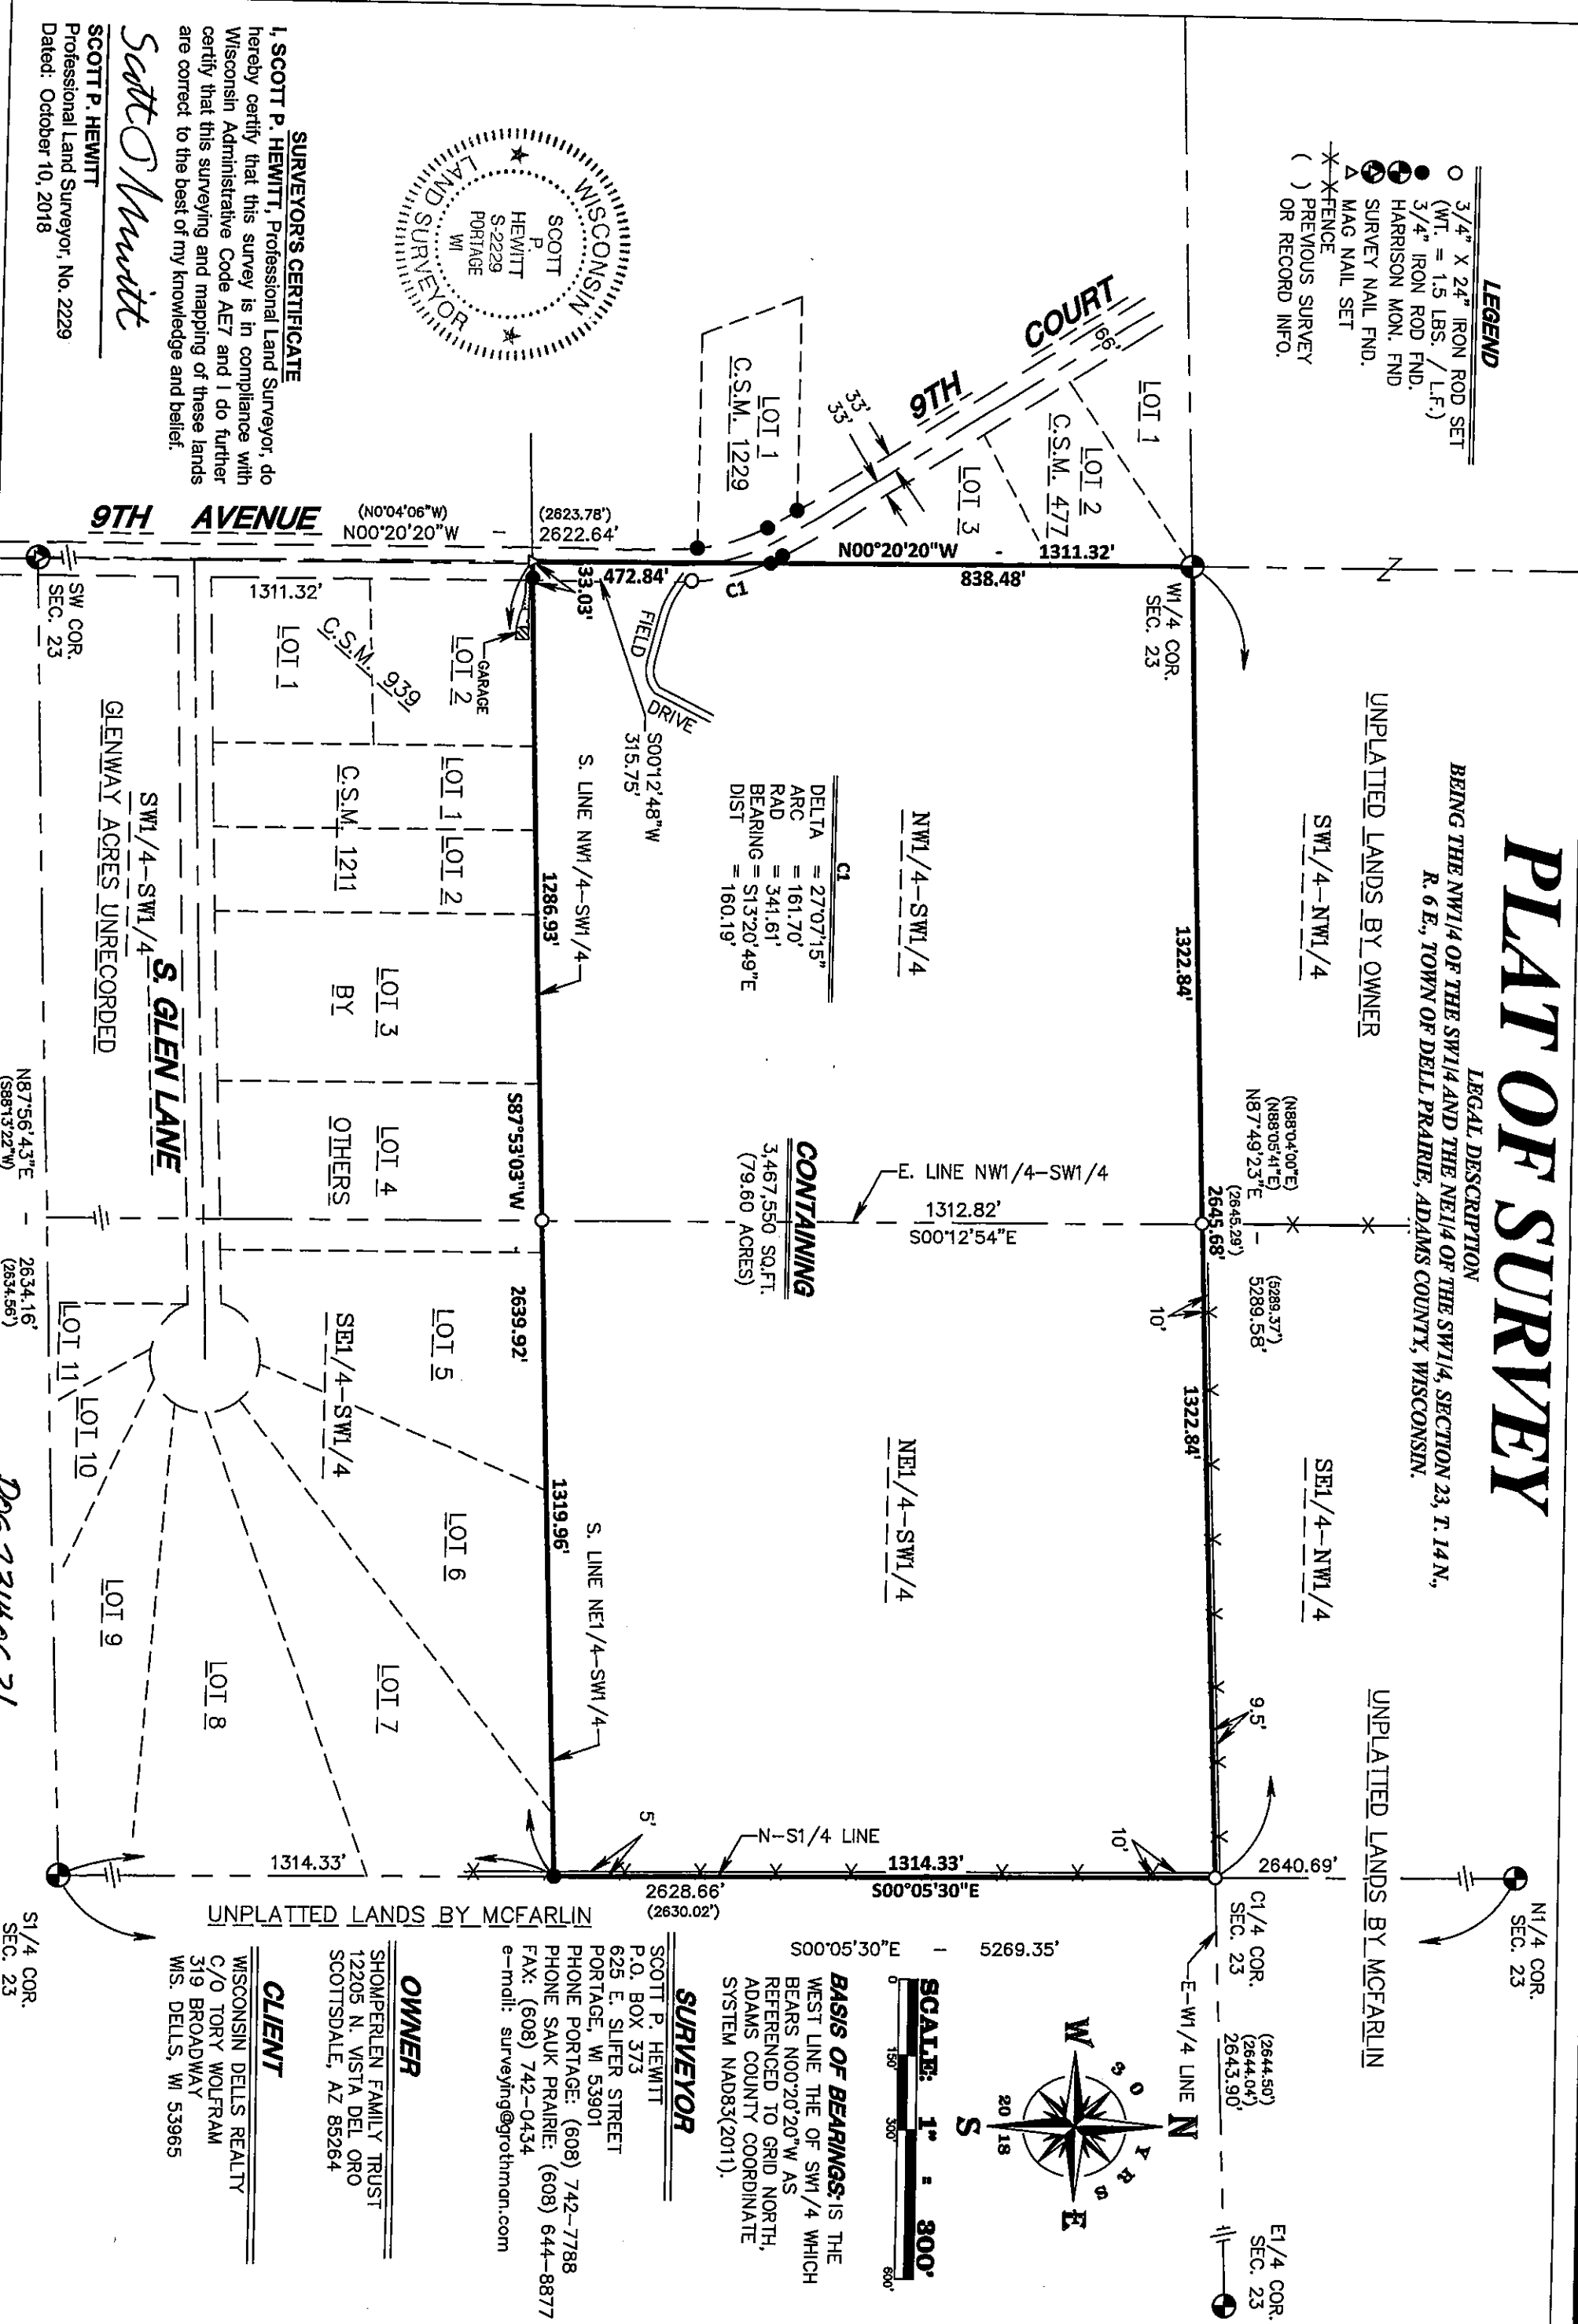 PLAT OF SURVEY
LEGAL DESCRIPTION
BEING THE NW1/4 OF THE SW1/4 AND THE NE1/4 OF THE SW1/4, SECTION 23, T. 14 N.,
R. 6 E., TOWN OF DELL PRAIRIE, ADAMS COUNTY, WISCONSIN.
LEGEND
3/4" X 24" IRON ROD SET
(WT. = 1.5 LBS. / L.F.)
3/4" IRON ROD FND.
HARRISON MON. FND
SURVEY NAIL FND.
MAG NAIL SET
FENCE
( ) PREVIOUS SURVEY
OR RECORD INFO.
UNPLATTED LANDS BY OWNER
SW1/4-NW1/4
SE1/4-NW1/4
UNPLATTED LANDS BY MCFARLIN
N1/4 COR.
SEC. 23
W1/4 COR.
SEC. 23
1322.84'
(N88°04'00"E)
(N88°05'41"E)
N87°49'23"E -
(2645.29')
2645.68'
(5289.37')
5289.58'
10'
1322.84'
9.5'
10'
2640.69'
C1/4 COR.
SEC. 23
E-W1/4 LINE
(2644.50')
(2644.04')
2643.90'
E1/4 COR.
SEC. 23
LOT 1
LOT 2
C.S.M. 477
LOT 3
9TH COURT
66'
33'
33'
LOT 1
C.S.M. 1229
N00°20'20"W - 1311.32'
838.48'
C1
472.84'
33.03'
FIELD
DRIVE
S00°12'48"W
315.75'
NW1/4-SW1/4
C1
DELTA = 27°07'15"
ARC = 161.70'
RAD = 341.61'
BEARING = S13°20'49"E
DIST = 160.19'
CONTAINING
3,467,550 SQ.FT.
(79.60 ACRES)
E. LINE NW1/4-SW1/4
1312.82'
S00°12'54"E
NE1/4-SW1/4
N-S1/4 LINE
1314.33'
S00°05'30"E
5'
2628.66'
(2630.02')
S00°05'30"E - 5269.35'
S. LINE NW1/4-SW1/4
1286.93'
S87°53'03"W
2639.92'
1319.96'
S. LINE NE1/4-SW1/4
9TH AVENUE
(N0°04'06"W)
N00°20'20"W -
(2623.78')
2622.64'
1311.32'
GARAGE
LOT 2
C.S.M. 939
LOT 1
LOT 1
LOT 2
C.S.M. 1211
LOT 3
BY
LOT 4
OTHERS
LOT 5
SE1/4-SW1/4
LOT 6
LOT 7
LOT 8
LOT 9
LOT 10
LOT 11
S. GLEN LANE
SW1/4-SW1/4
GLENWAY ACRES UNRECORDED
SW COR.
SEC. 23
N87°56'43"E - 2634.16'
(S88°13'22"W) (2634.56')
1314.33'
UNPLATTED LANDS BY MCFARLIN
S1/4 COR.
SEC. 23
N
W
E
S
30 YEARS
2018
SCALE: 1" = 300'
0 150 300 600'
BASIS OF BEARINGS: IS THE
WEST LINE THE OF SW1/4 WHICH
BEARS N00°20'20"W AS
REFERENCED TO GRID NORTH,
ADAMS COUNTY COORDINATE
SYSTEM NAD83(2011).
SURVEYOR
SCOTT P. HEWITT
P.O. BOX 373
625 E. SLIFER STREET
PORTAGE, WI 53901
PHONE PORTAGE: (608) 742-7788
PHONE SAUK PRAIRIE: (608) 644-8877
FAX: (608) 742-0434
e-mail: surveying@grothman.com
OWNER
SHOMPERLEN FAMILY TRUST
12205 N. VISTA DEL ORO
SCOTTSDALE, AZ 85264
CLIENT
WISCONSIN DELLS REALTY
C/O TORY WOLFRAM
319 BROADWAY
WIS. DELLS, WI 53965
WISCONSIN
SCOTT
P.
HEWITT
S-2229
PORTAGE
WI
LAND SURVEYOR
SURVEYOR'S CERTIFICATE
I, SCOTT P. HEWITT, Professional Land Surveyor, do
hereby certify that this survey is in compliance with
Wisconsin Administrative Code AE7 and I do further
certify that this surveying and mapping of these lands
are correct to the best of my knowledge and belief.
SCOTT P. HEWITT
Professional Land Surveyor, No. 2229
Dated: October 10, 2018